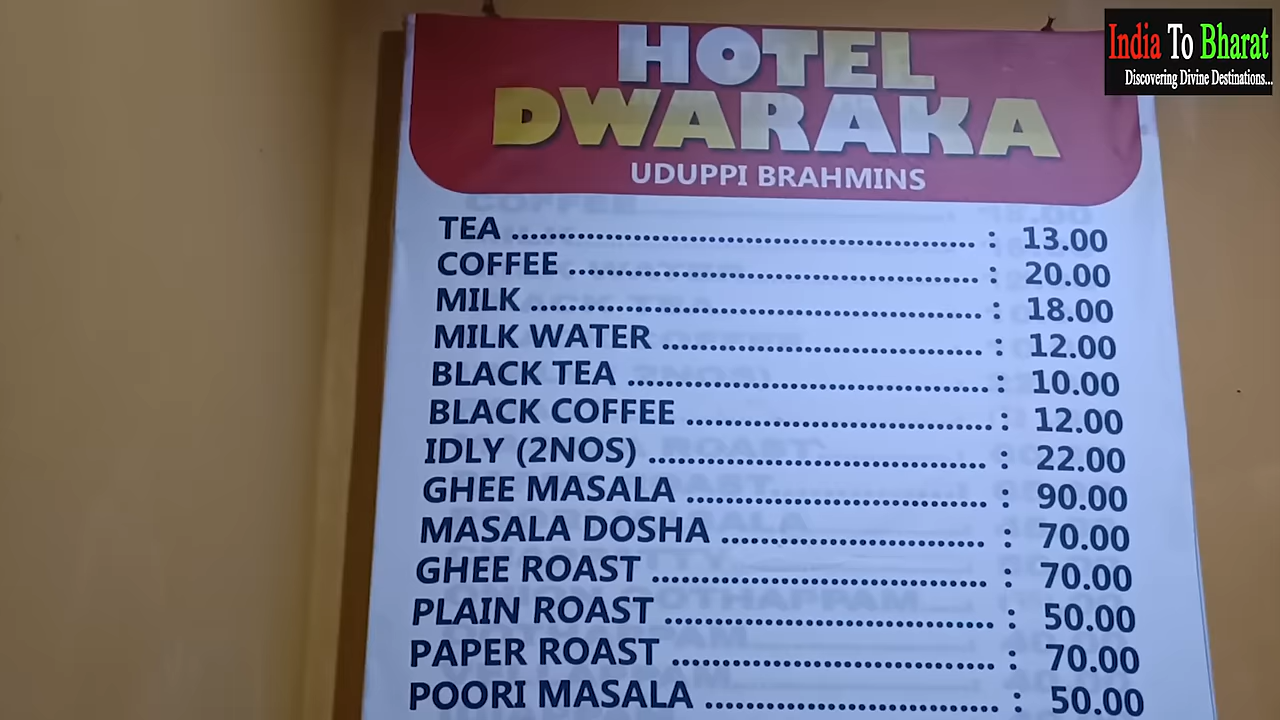 India To Bharat
Discovering Divine Destinations...
HOTEL
DWARAKA
UDUPPI BRAHMINS
TEA ........................................................ : 13.00
COFFEE .................................................. : 20.00
MILK ....................................................... : 18.00
MILK WATER ....................................... : 12.00
BLACK TEA ............................................ : 10.00
BLACK COFFEE ..................................... : 12.00
IDLY (2NOS) ......................................... : 22.00
GHEE MASALA .................................... : 90.00
MASALA DOSHA ................................ : 70.00
GHEE ROAST ........................................ : 70.00
PLAIN ROAST ....................................... : 50.00
PAPER ROAST ...................................... : 70.00
POORI MASALA ................................... : 50.00